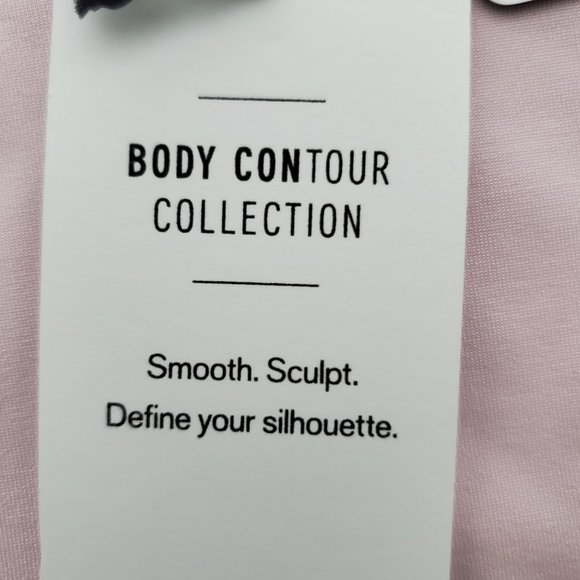 BODY CONTOUR
COLLECTION
Smooth. Sculpt.
Define your silhouette.